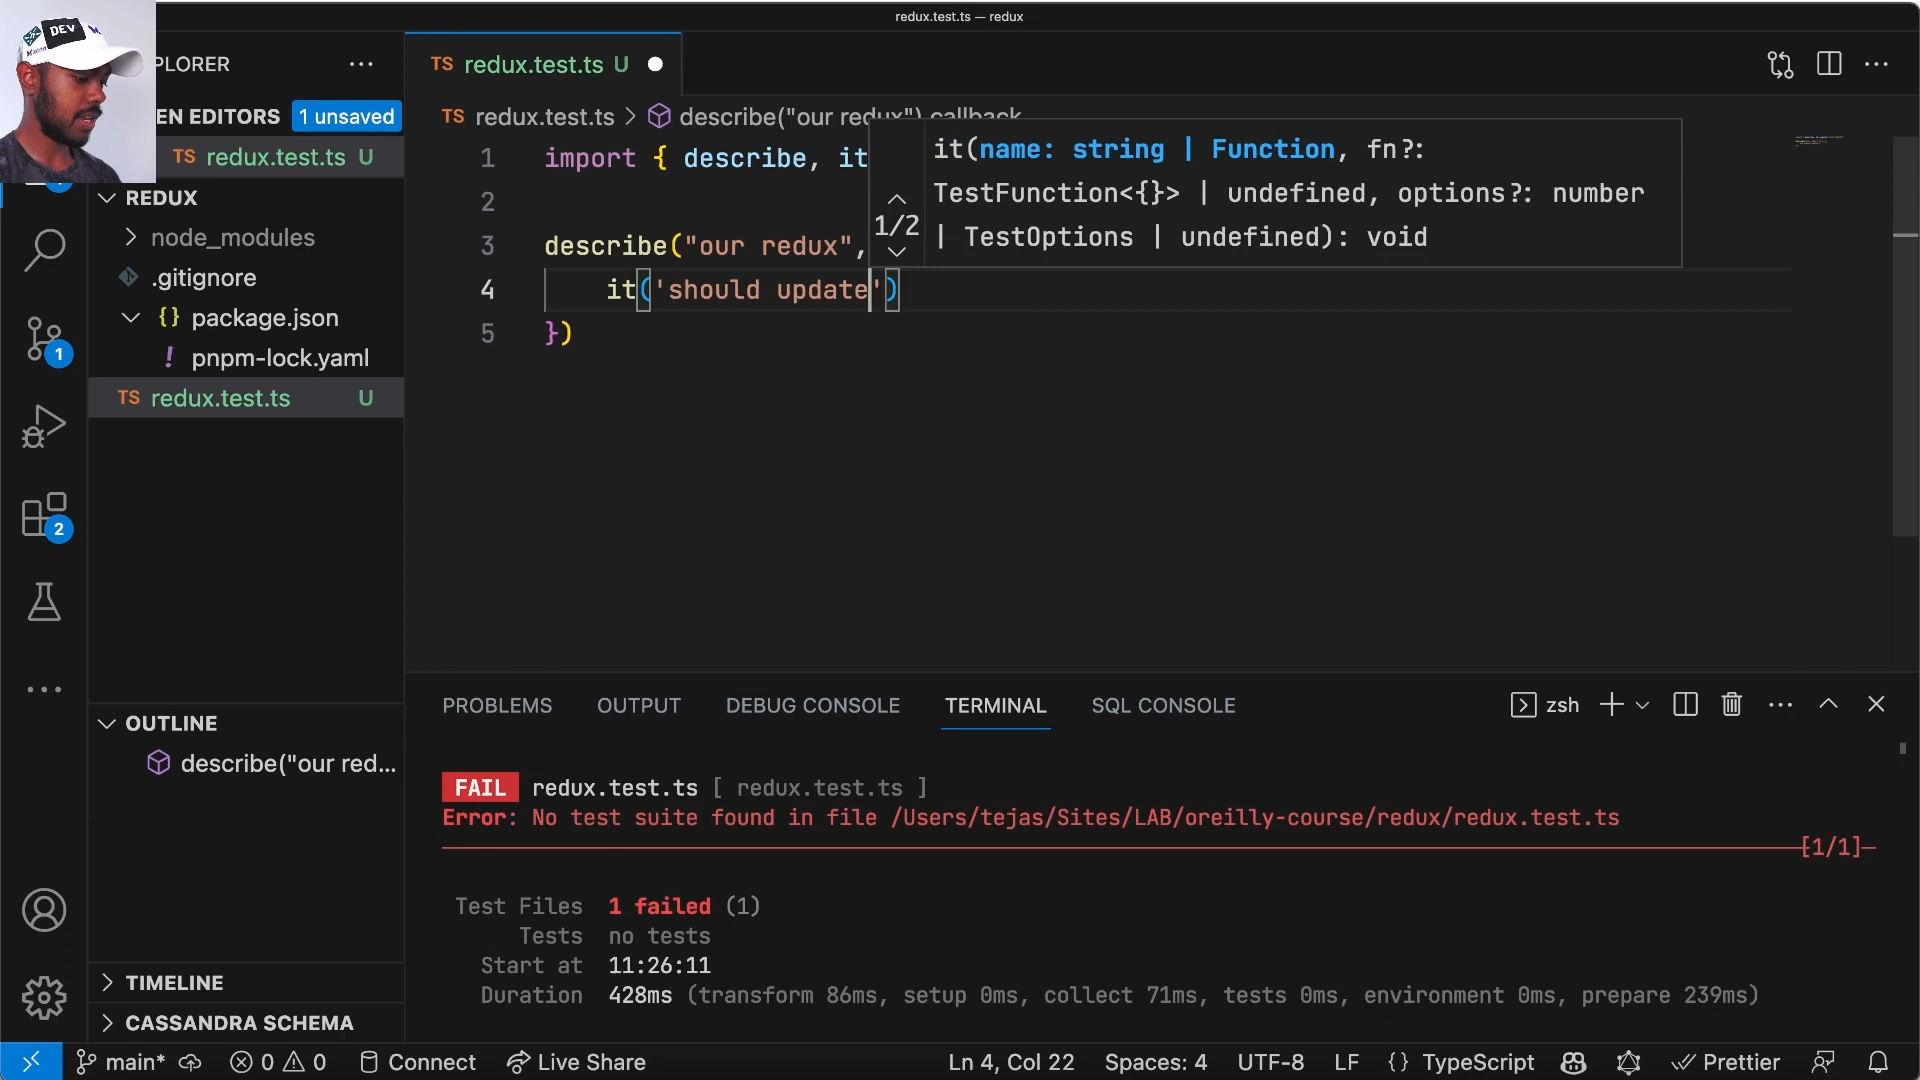 redux.test.ts — redux
DEV
PLORER
TS redux.test.ts U
EN EDITORS 1 unsaved
TS redux.test.ts U
REDUX
node_modules
.gitignore
{} package.json
! pnpm-lock.yaml
TS redux.test.ts U
1
2
OUTLINE
describe("our red...
TIMELINE
CASSANDRA SCHEMA
TS redux.test.ts > describe("our redux") callback
1 import { describe, it
2
3 describe("our redux",
4 it('should update')
5 })
1/2
it(name: string | Function, fn?:
TestFunction<{}> | undefined, options?: number
| TestOptions | undefined): void
PROBLEMS OUTPUT DEBUG CONSOLE TERMINAL SQL CONSOLE
zsh
FAIL redux.test.ts [ redux.test.ts ]
Error: No test suite found in file /Users/tejas/Sites/LAB/oreilly-course/redux/redux.test.ts
[1/1]
Test Files 1 failed (1)
Tests no tests
Start at 11:26:11
Duration 428ms (transform 86ms, setup 0ms, collect 71ms, tests 0ms, environment 0ms, prepare 239ms)
main* 0 0 Connect Live Share Ln 4, Col 22 Spaces: 4 UTF-8 LF {} TypeScript Prettier